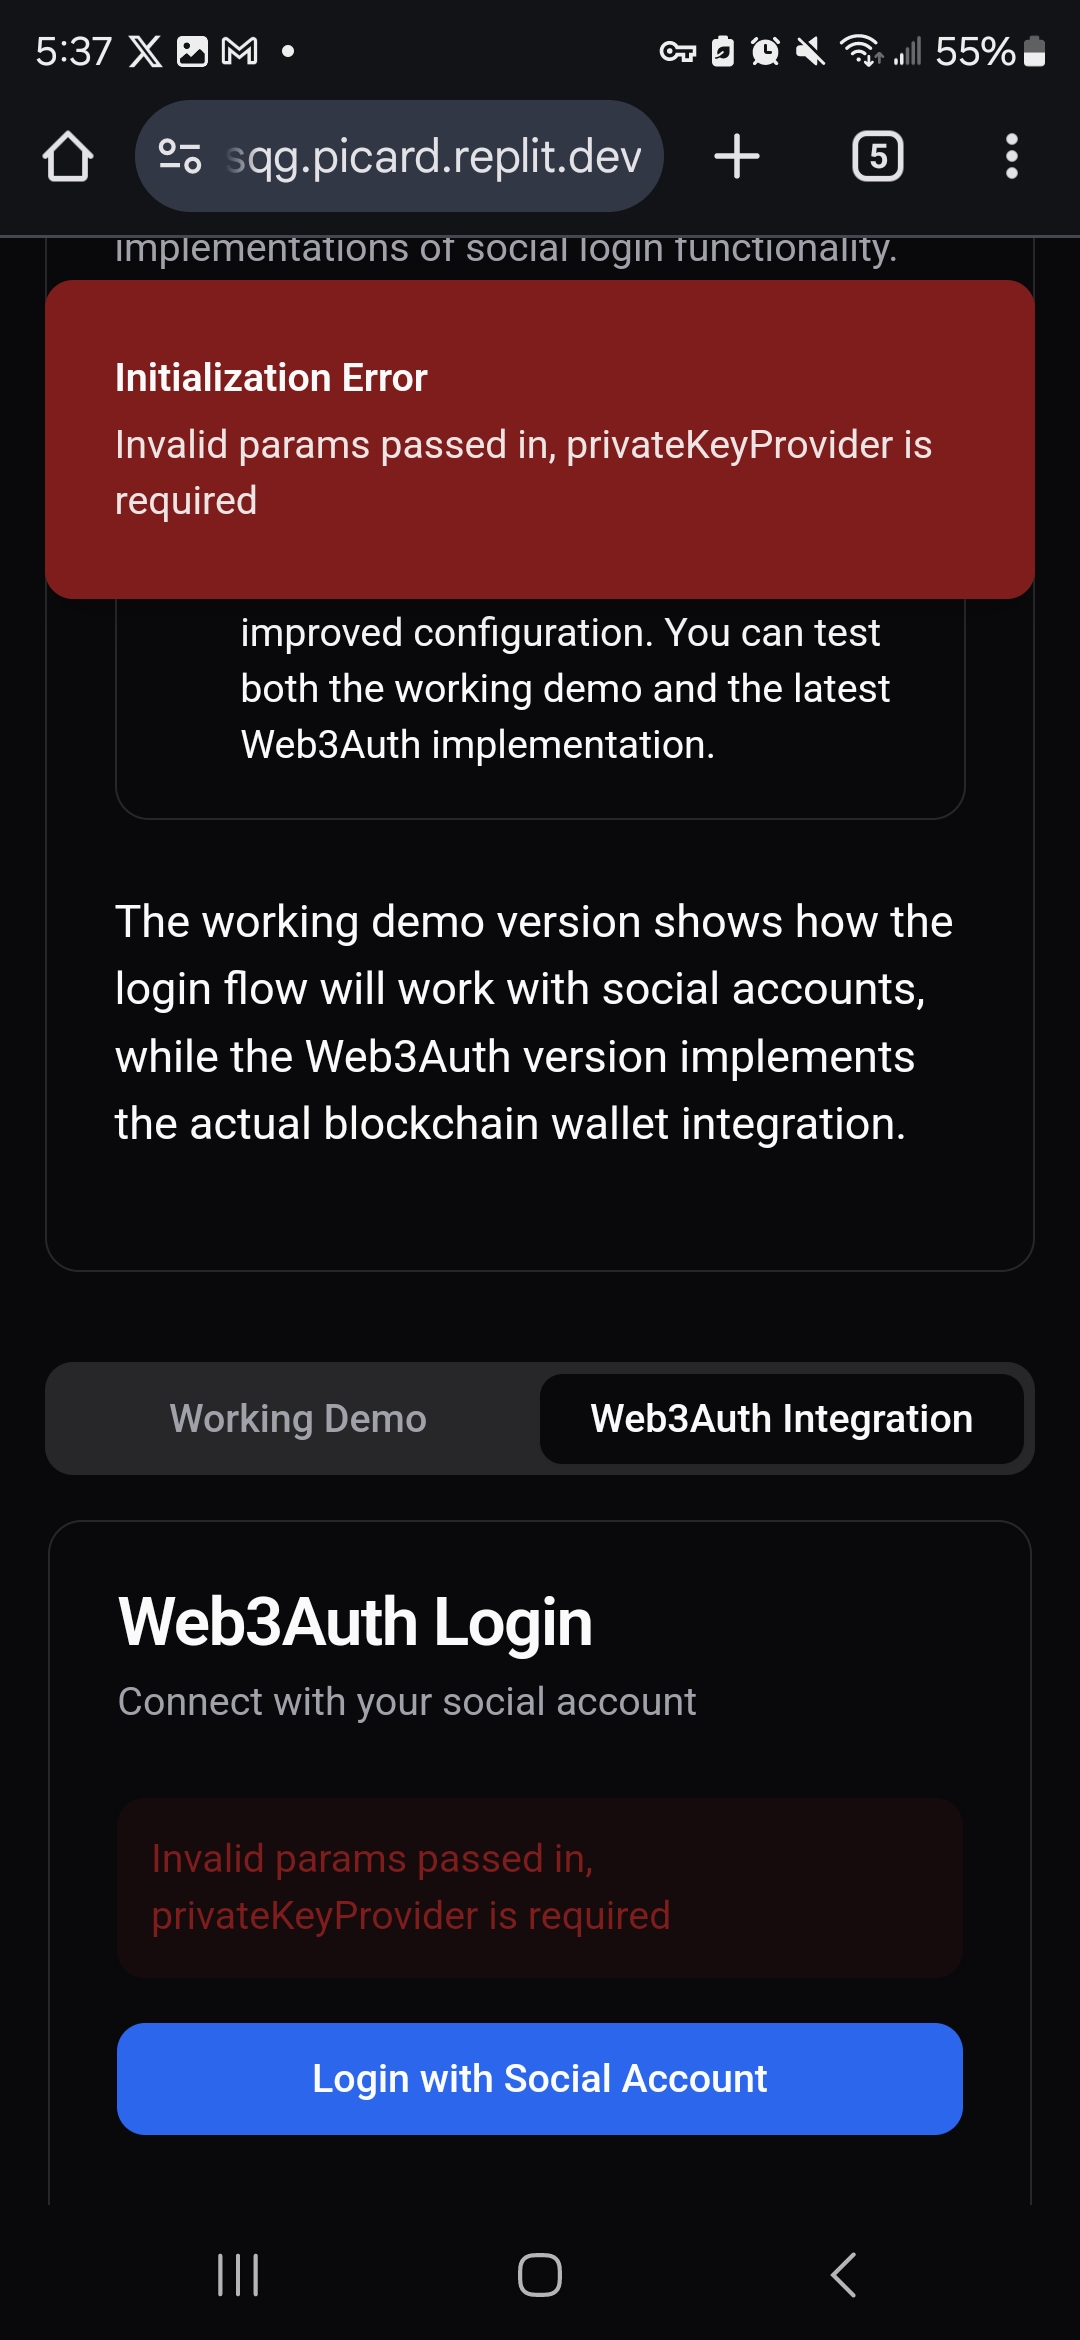 5:37
55%
sqg.picard.replit.dev
5
implementations of social login functionality.
Initialization Error
Invalid params passed in, privateKeyProvider is
required
improved configuration. You can test
both the working demo and the latest
Web3Auth implementation.
The working demo version shows how the
login flow will work with social accounts,
while the Web3Auth version implements
the actual blockchain wallet integration.
Working Demo
Web3Auth Integration
Web3Auth Login
Connect with your social account
Invalid params passed in,
privateKeyProvider is required
Login with Social Account